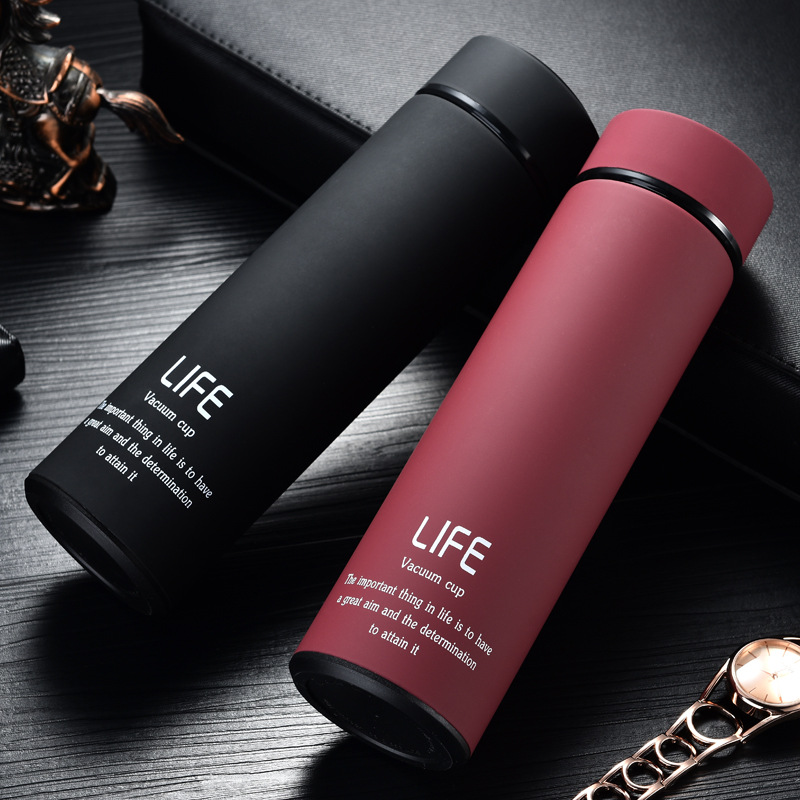 LIFE
Vacuum cup
The important thing in life is to have
a great aim and the determination
to attain it
LIFE
Vacuum cup
The important thing in life is to have
a great aim and the determination
to attain it